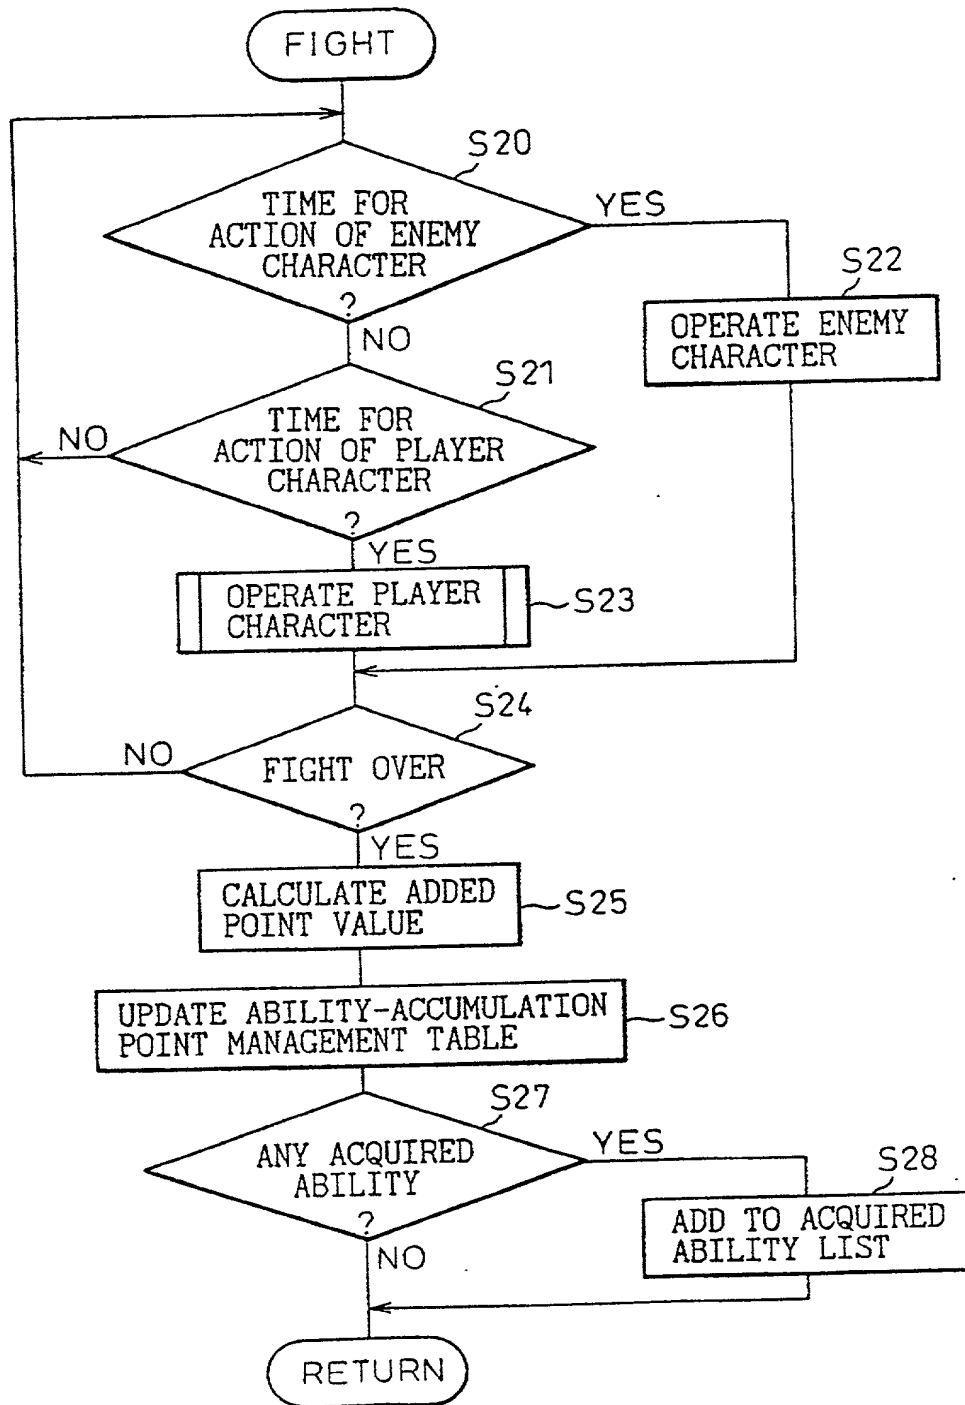 FIGHT
S20
TIME FOR
ACTION OF ENEMY
CHARACTER
?
YES
NO
S22
OPERATE ENEMY
CHARACTER
S21
TIME FOR
ACTION OF PLAYER
CHARACTER
?
NO
YES
OPERATE PLAYER
CHARACTER
S23
S24
FIGHT OVER
?
NO
YES
CALCULATE ADDED
POINT VALUE
S25
UPDATE ABILITY-ACCUMULATION
POINT MANAGEMENT TABLE
S26
S27
ANY ACQUIRED
ABILITY
?
YES
NO
S28
ADD TO ACQUIRED
ABILITY LIST
RETURN